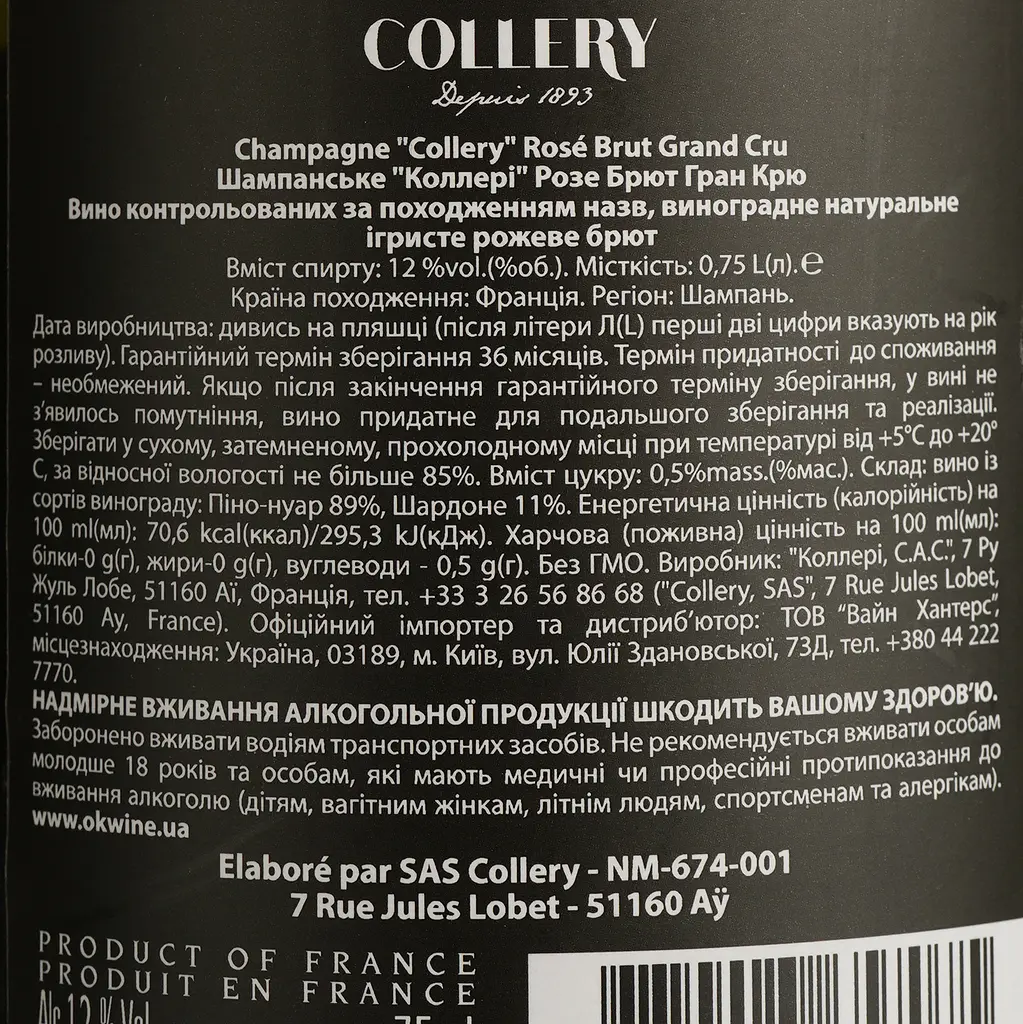 COLLERY
Depuis 1893
Champagne "Collery" Rosé Brut Grand Cru
Шампанське "Коллері" Розе Брют Гран Крю
Вино контрольованих за походженням назв, виноградне натуральне
ігристе рожеве брют
Вміст спирту: 12 %vol.(%об.). Місткість: 0,75 L(л).℮
Країна походження: Франція. Регіон: Шампань.
Дата виробництва: дивись на пляшці (після літери Л(L) перші дві цифри вказують на рік
розливу). Гарантійний термін зберігання 36 місяців. Термін придатності до споживання
– необмежений. Якщо після закінчення гарантійного терміну зберігання, у вині не
з’явилось помутніння, вино придатне для подальшого зберігання та реалізації.
Зберігати у сухому, затемненому, прохолодному місці при температурі від +5°С до +20°
С, за відносної вологості не більше 85%. Вміст цукру: 0,5%mass.(%мас.). Склад: вино із
сортів винограду: Піно-нуар 89%, Шардоне 11%. Енергетична цінність (калорійність) на
100 ml(мл): 70,6 kcal(ккал)/295,3 kJ(кДж). Харчова (поживна) цінність на 100 ml(мл):
білки-0 g(г), жири-0 g(г), вуглеводи - 0,5 g(г). Без ГМО. Виробник: "Коллері, С.А.С.", 7 Ру
Жуль Лобе, 51160 Аї, Франція, тел. +33 3 26 56 86 68 ("Collery, SAS", 7 Rue Jules Lobet,
51160 Ay, France). Офіційний імпортер та дистриб’ютор: ТОВ “Вайн Хантерс”,
місцезнаходження: Україна, 03189, м. Київ, вул. Юлії Здановської, 73Д, тел. +380 44 222
7770.
НАДМІРНЕ ВЖИВАННЯ АЛКОГОЛЬНОЇ ПРОДУКЦІЇ ШКОДИТЬ ВАШОМУ ЗДОРОВ’Ю.
Заборонено вживати водіям транспортних засобів. Не рекомендується вживати особам
молодше 18 років та особам, які мають медичні чи професійні протипоказання до
вживання алкоголю (дітям, вагітним жінкам, літнім людям, спортсменам та алергікам).
www.okwine.ua
Elaboré par SAS Collery - NM-674-001
7 Rue Jules Lobet - 51160 Aÿ
PRODUCT OF FRANCE
PRODUIT EN FRANCE
Alc 12 % Vol